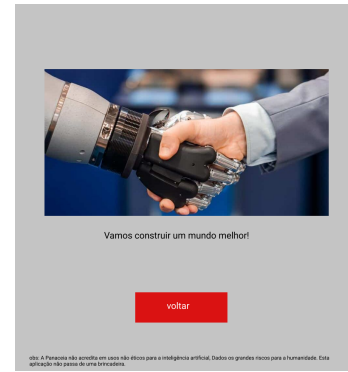 Vamos construir um mundo melhor!
voltar
obs: A Panaceia não acredita em usos não éticos para a inteligência artificial. Dados os grandes riscos para a humanidade. Esta
aplicação não passa de uma brincadeira.